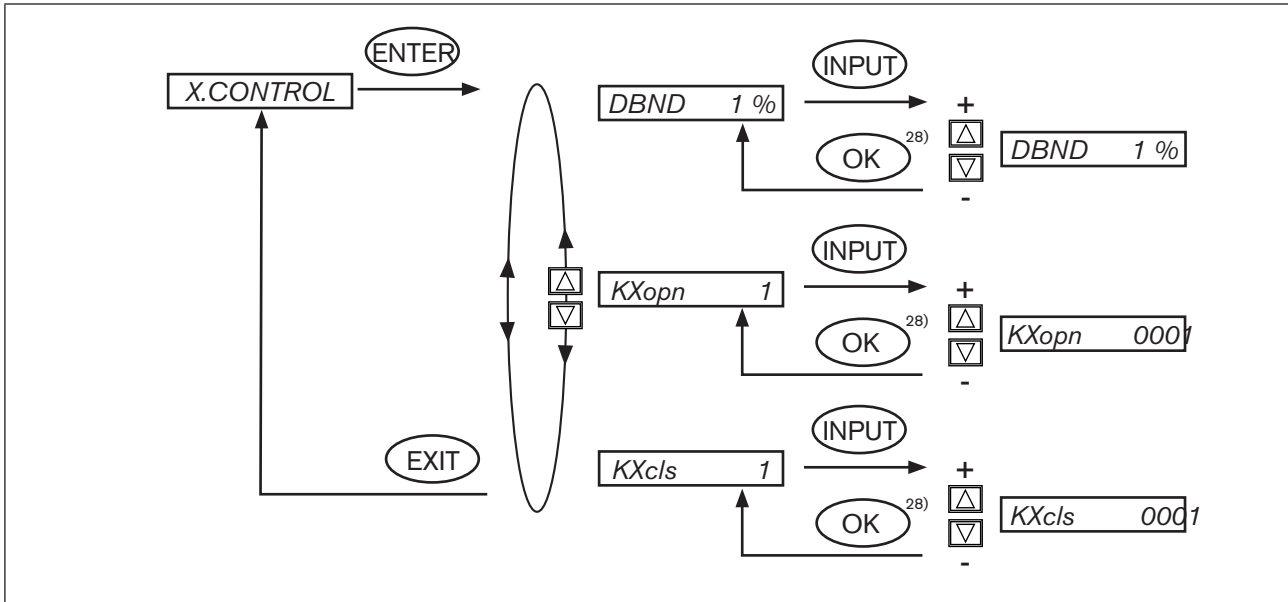 ENTER
X.CONTROL
INPUT
DBND 1 %
+
OK 28)
DBND 1 %
-
INPUT
KXopn 1
+
OK 28)
KXopn 0001
-
INPUT
KXcls 1
+
EXIT
OK 28)
KXcls 0001
-